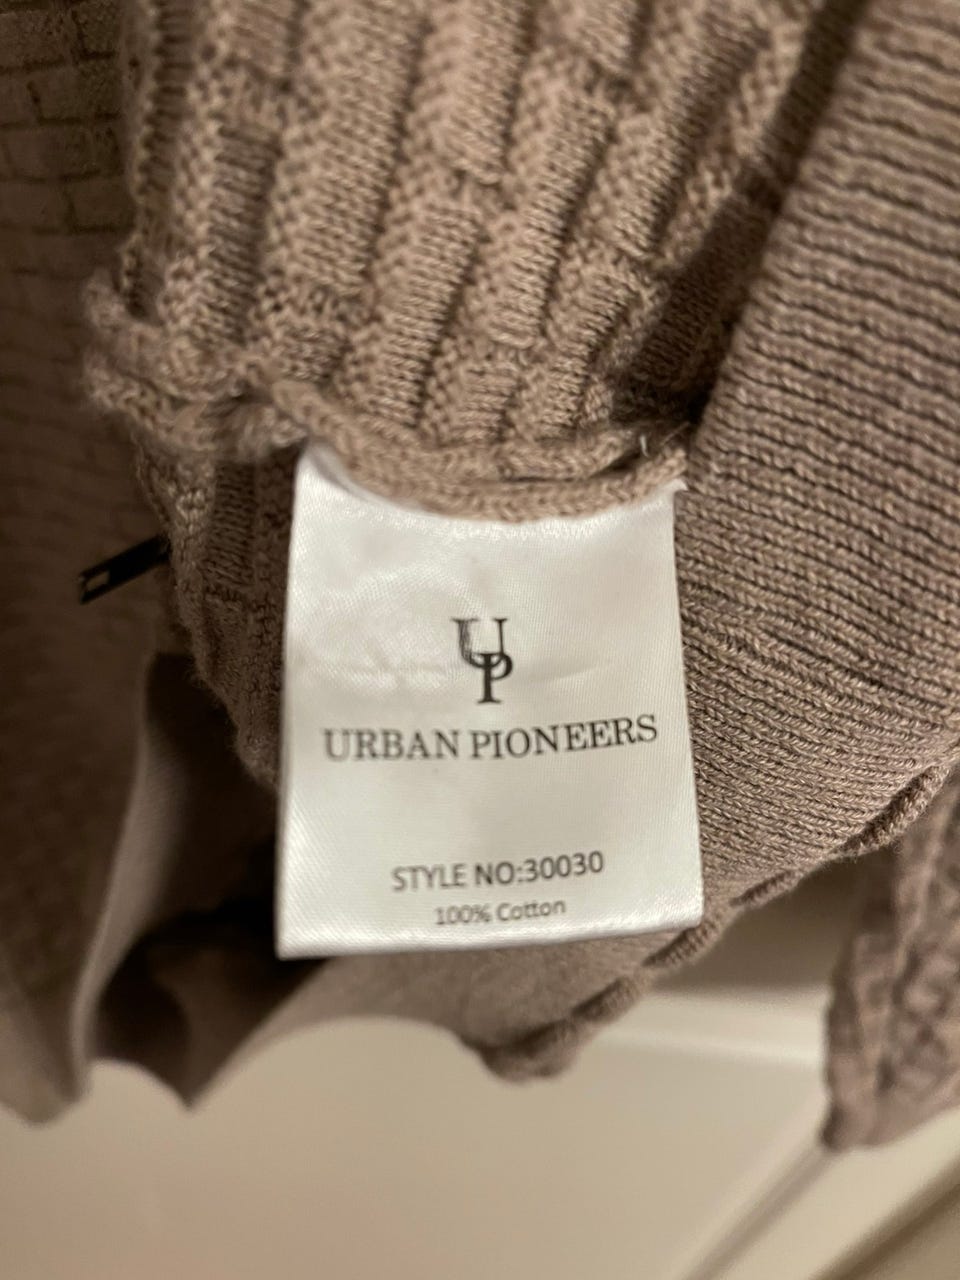 UP
URBAN PIONEERS
STYLE NO:30030
100% Cotton